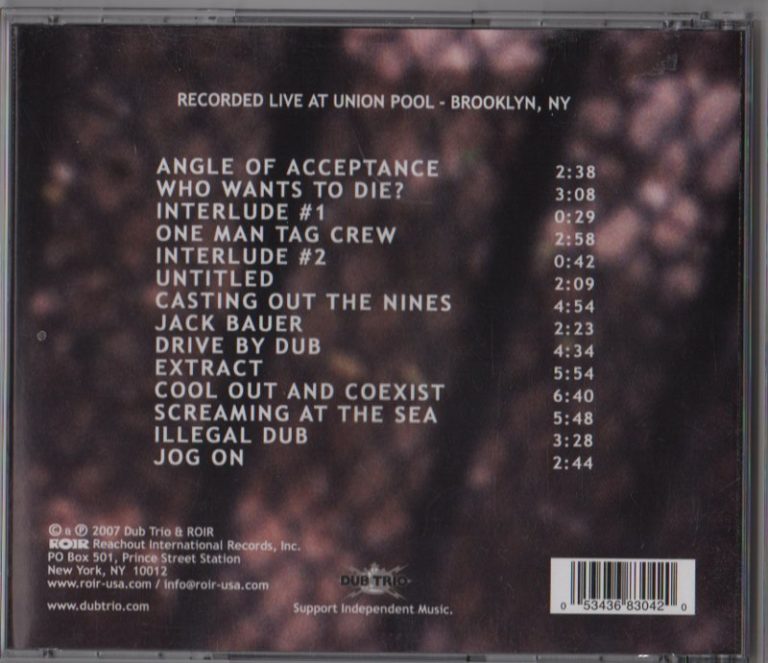 RECORDED LIVE AT UNION POOL - BROOKLYN, NY
ANGLE OF ACCEPTANCE 2:38
WHO WANTS TO DIE? 3:08
INTERLUDE #1 0:29
ONE MAN TAG CREW 2:58
INTERLUDE #2 0:42
UNTITLED 2:09
CASTING OUT THE NINES 4:54
JACK BAUER 2:23
DRIVE BY DUB 4:34
EXTRACT 5:54
COOL OUT AND COEXIST 6:40
SCREAMING AT THE SEA 5:48
ILLEGAL DUB 3:28
JOG ON 2:44
© & ℗ 2007 Dub Trio & ROIR
ROIR Reachout International Records, Inc.
PO Box 501, Prince Street Station
New York, NY 10012
www.roir-usa.com / info@roir-usa.com
www.dubtrio.com
DUB TRIO
Support Independent Music.
0 53436 83042 0